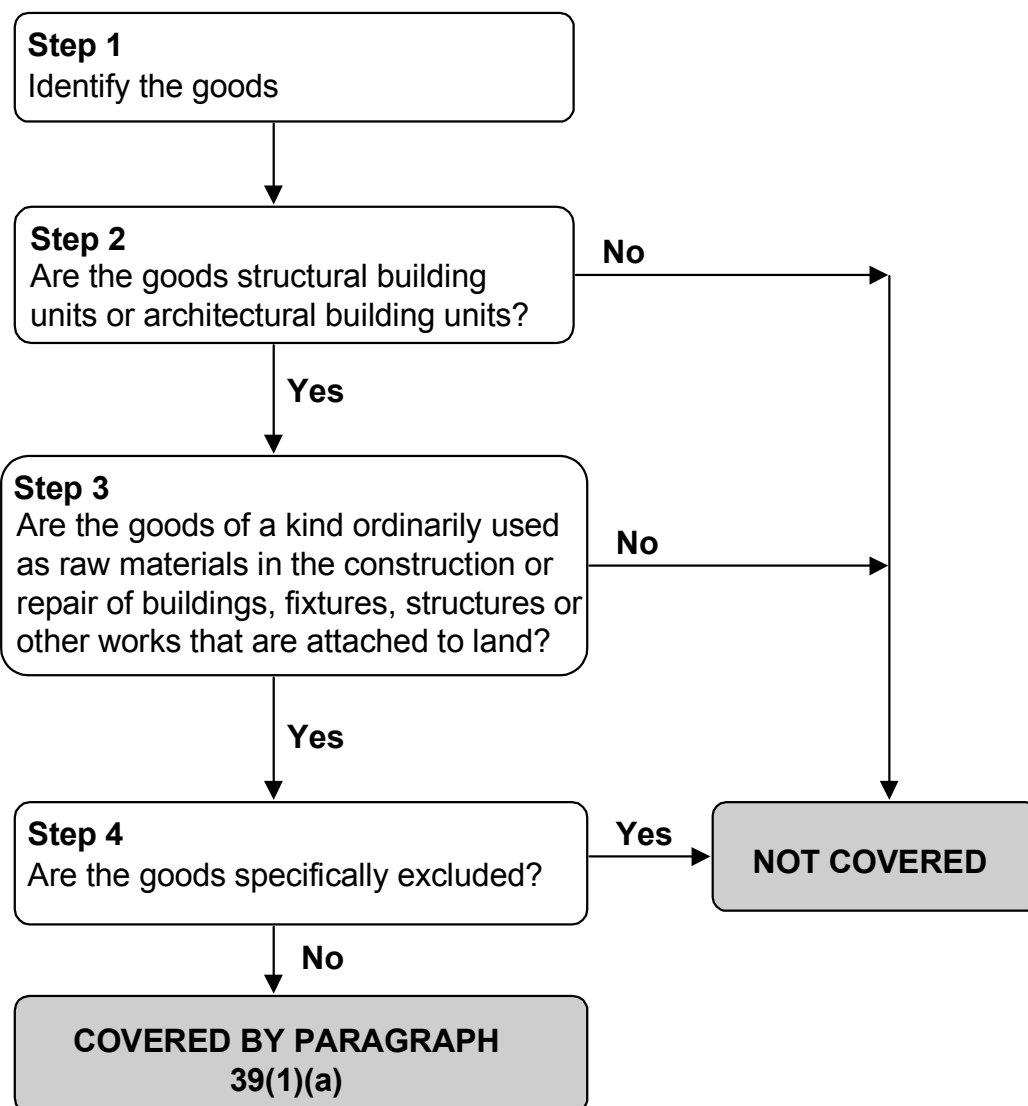 Step 1
Identify the goods
Step 2
Are the goods structural building
units or architectural building units?
No
Yes
Step 3
Are the goods of a kind ordinarily used
as raw materials in the construction or
repair of buildings, fixtures, structures or
other works that are attached to land?
No
Yes
Step 4
Are the goods specifically excluded?
Yes
NOT COVERED
No
COVERED BY PARAGRAPH
39(1)(a)